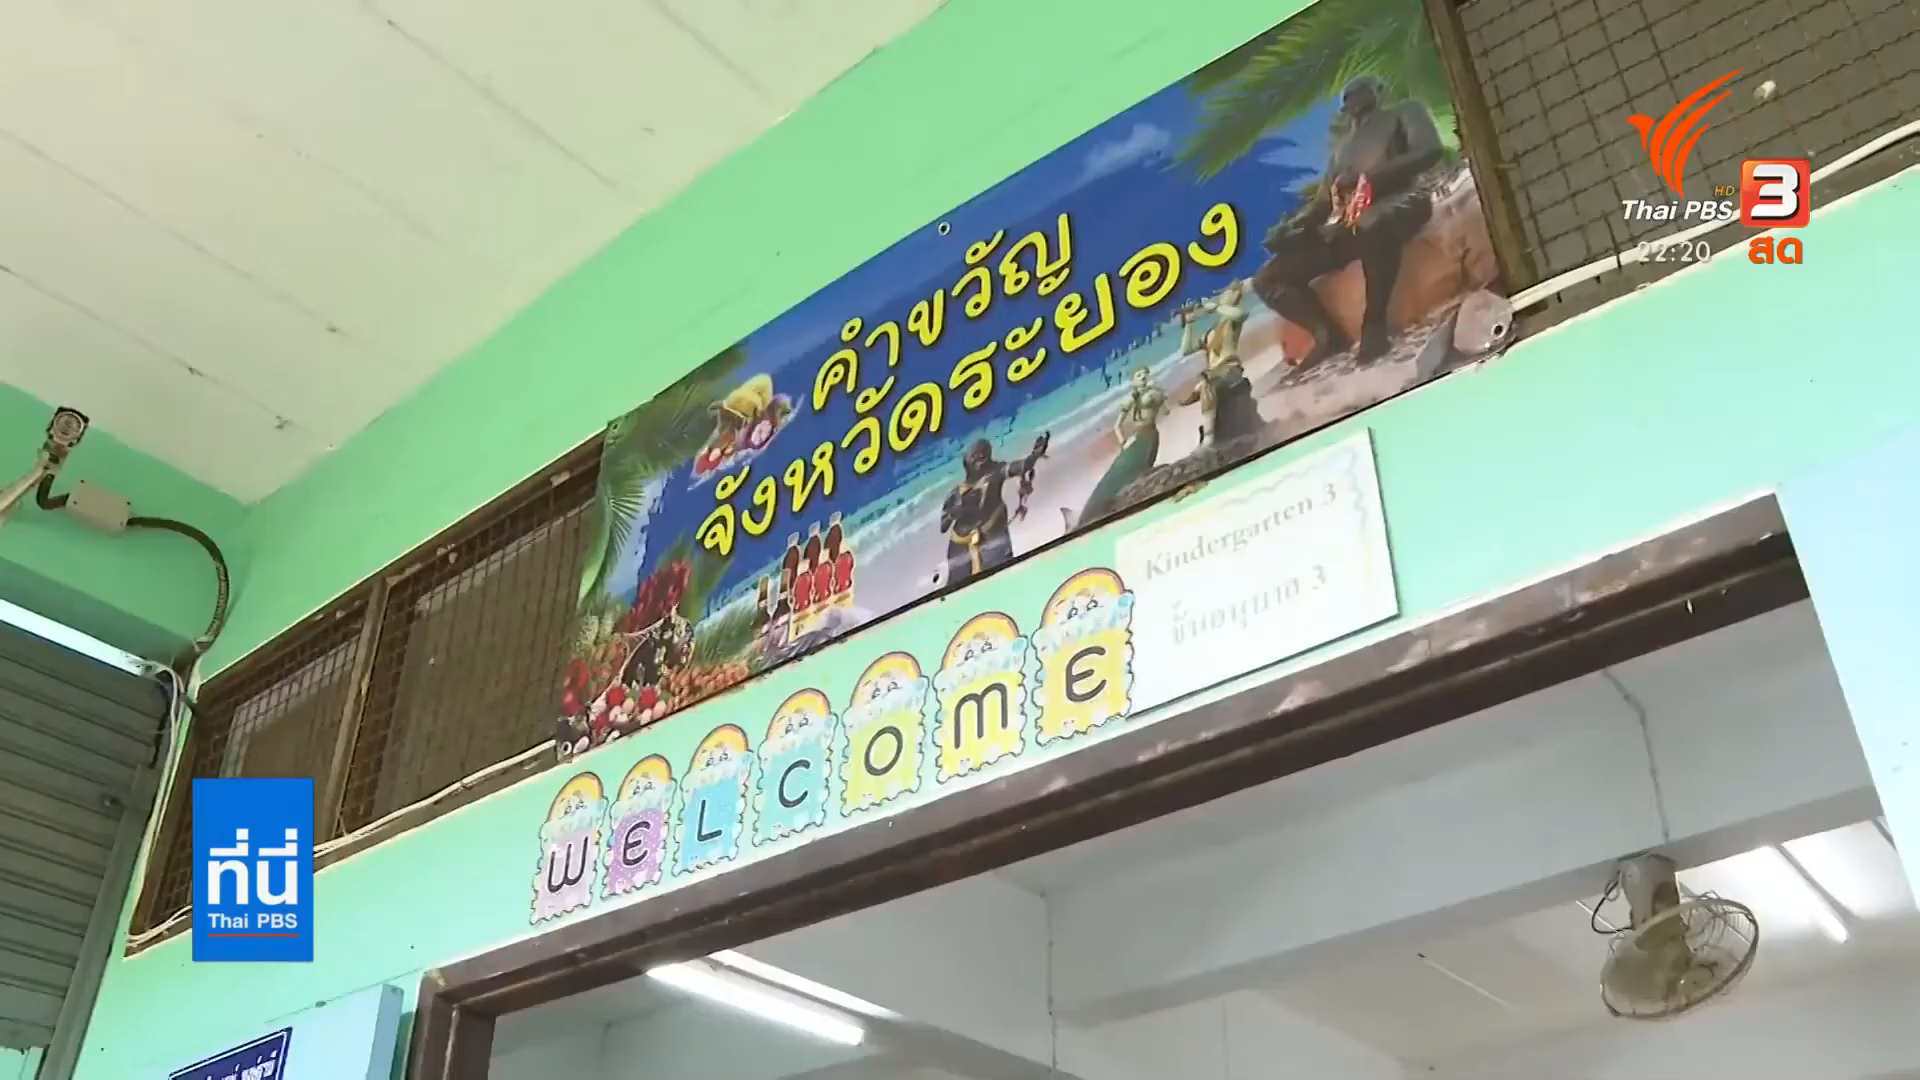 คำขวัญ
จังหวัดระยอง
Kindergarten 3
ชั้นอนุบาล 3
WELCOME
HD
Thai PBS 3
22:20 สด
ที่นี่
Thai PBS